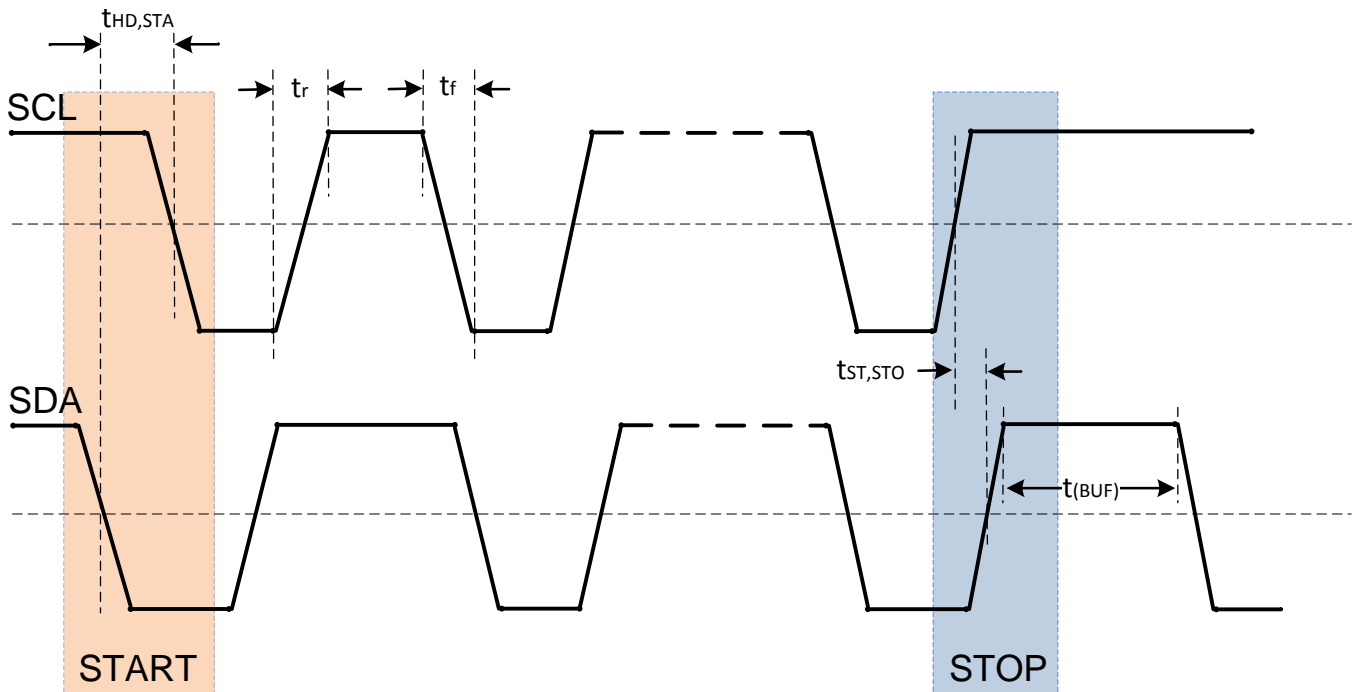 tHD,STA
tr
tf
SCL
tST,STO
SDA
t(BUF)
START
STOP